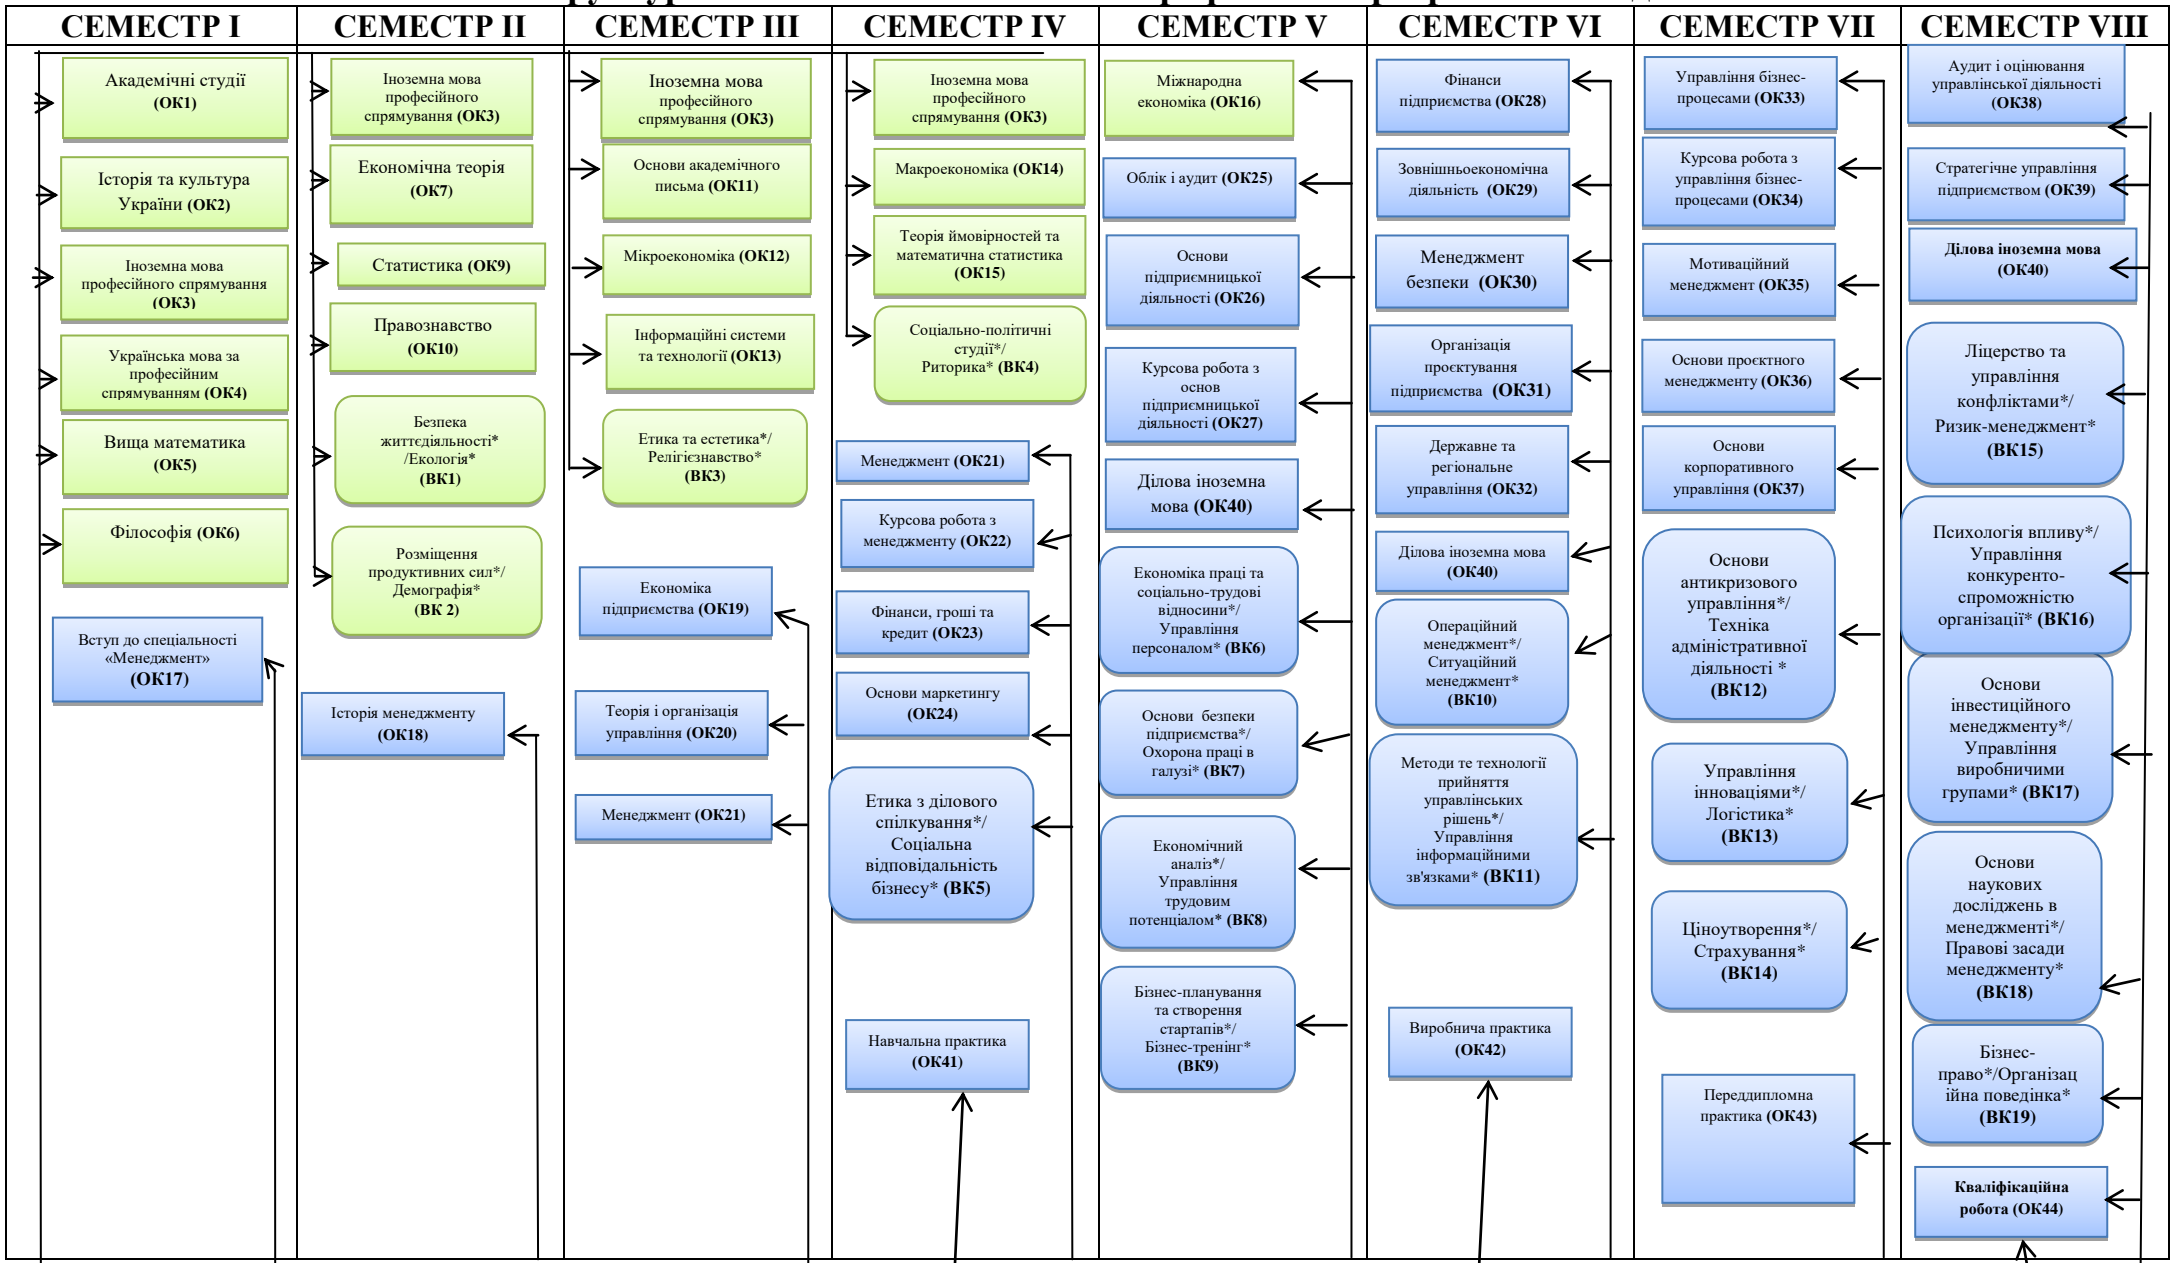 СЕМЕСТР I
Академічні студії
(ОК1)
Історія та культура
України (ОК2)
Іноземна мова
професійного спрямування
(ОК3)
Українська мова за
професійним
спрямуванням (ОК4)
Вища математика
(ОК5)
Філософія (ОК6)
Вступ до спеціальності
«Менеджмент»
(ОК17)
СЕМЕСТР II
Іноземна мова
професійного
спрямування (ОК3)
Економічна теорія
(ОК7)
Статистика (ОК9)
Правознавство
(ОК10)
Безпека
життєдіяльності*
/Екологія*
(ВК1)
Розміщення
продуктивних сил*/
Демографія*
(ВК 2)
Історія менеджменту
(ОК18)
СЕМЕСТР III
Іноземна мова
професійного
спрямування (ОК3)
Основи академічного
письма (ОК11)
Мікроекономіка (ОК12)
Інформаційні системи
та технології (ОК13)
Етика та естетика*/
Релігієзнавство*
(ВК3)
Економіка
підприємства (ОК19)
Теорія і організація
управління (ОК20)
Менеджмент (ОК21)
СЕМЕСТР IV
Іноземна мова
професійного
спрямування (ОК3)
Макроекономіка (ОК14)
Теорія ймовірностей та
математична статистика
(ОК15)
Соціально-політичні
студії*/
Риторика* (ВК4)
Менеджмент (ОК21)
Курсова робота з
менеджменту (ОК22)
Фінанси, гроші та
кредит (ОК23)
Основи маркетингу
(ОК24)
Етика з ділового
спілкування*/
Соціальна
відповідальність
бізнесу* (ВК5)
Навчальна практика
(ОК41)
СЕМЕСТР V
Міжнародна
економіка (ОК16)
Облік і аудит (ОК25)
Основи
підприємницької
діяльності (ОК26)
Курсова робота з
основ
підприємницької
діяльності (ОК27)
Ділова іноземна
мова (ОК40)
Економіка праці та
соціально-трудові
відносини*/
Управління
персоналом* (ВК6)
Основи безпеки
підприємства*/
Охорона праці в
галузі* (ВК7)
Економічний
аналіз*/
Управління
трудовим
потенціалом* (ВК8)
Бізнес-планування
та створення
стартапів*/
Бізнес-тренінг*
(ВК9)
СЕМЕСТР VI
Фінанси
підприємства (ОК28)
Зовнішньоекономічна
діяльність (ОК29)
Менеджмент
безпеки (ОК30)
Організація
проєктування
підприємства (ОК31)
Державне та
регіональне
управління (ОК32)
Ділова іноземна мова
(ОК40)
Операційний
менеджмент*/
Ситуаційний
менеджмент*
(ВК10)
Методи те технології
прийняття
управлінських
рішень*/
Управління
інформаційними
зв'язками* (ВК11)
Виробнича практика
(ОК42)
СЕМЕСТР VII
Управління бізнес-
процесами (ОК33)
Курсова робота з
управління бізнес-
процесами (ОК34)
Мотиваційний
менеджмент (ОК35)
Основи проєктного
менеджменту (ОК36)
Основи
корпоративного
управління (ОК37)
Основи
антикризового
управління*/
Техніка
адміністративної
діяльності *
(ВК12)
Управління
інноваціями*/
Логістика*
(ВК13)
Ціноутворення*/
Страхування*
(ВК14)
Переддипломна
практика (ОК43)
СЕМЕСТР VIII
Аудит і оцінювання
управлінської діяльності
(ОК38)
Стратегічне управління
підприємством (ОК39)
Ділова іноземна мова
(ОК40)
Ліцерство та
управління
конфліктами*/
Ризик-менеджмент*
(ВК15)
Психологія впливу*/
Управління
конкуренто-
спроможністю
організації* (ВК16)
Основи
інвестиційного
менеджменту*/
Управління
виробничими
групами* (ВК17)
Основи
наукових
досліджень в
менеджменті*/
Правові засади
менеджменту*
(ВК18)
Бізнес-
право*/Організац
ійна поведінка*
(ВК19)
Кваліфікаційна
робота (ОК44)